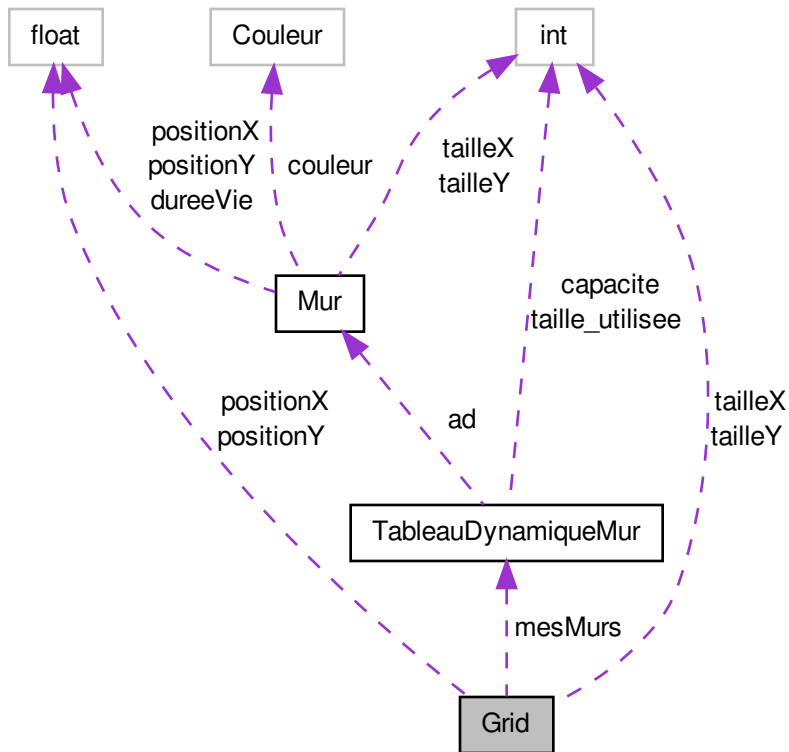 float
Couleur
int
positionX
positionY
dureeVie
couleur
tailleX
tailleY
Mur
capacite
taille_utilisee
positionX
positionY
ad
tailleX
tailleY
TableauDynamiqueMur
mesMurs
Grid